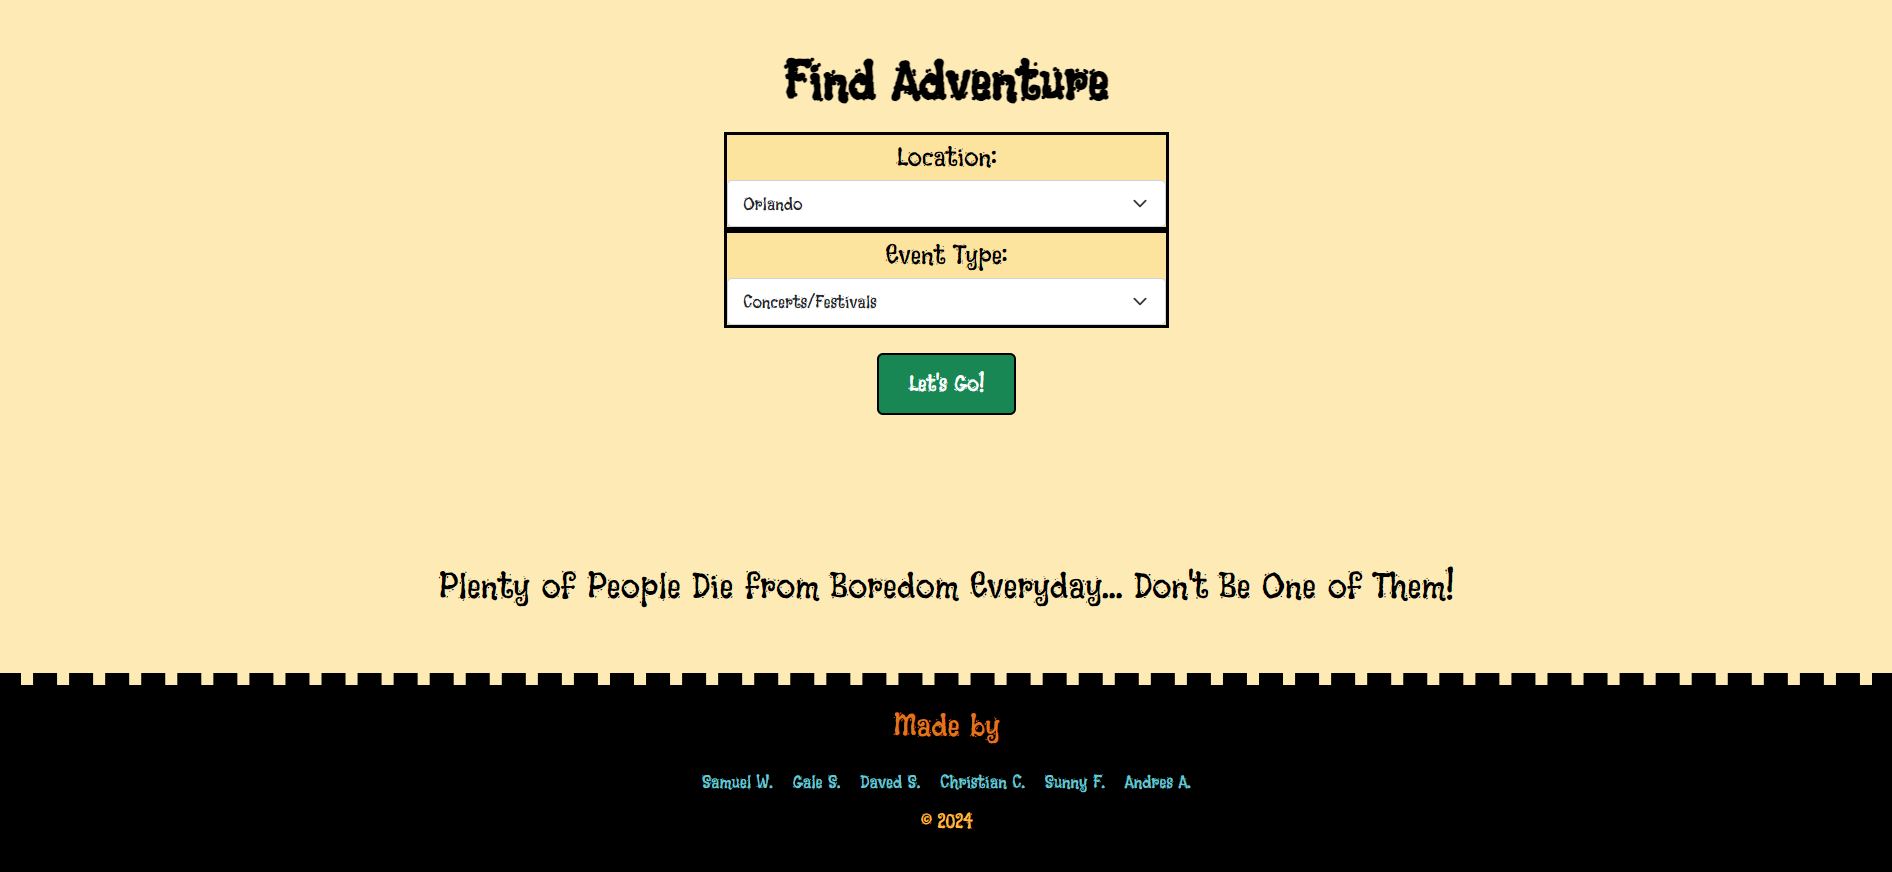 Find Adventure
Location:
Orlando
Event Type:
Concerts/Festivals
Let's Go!
Plenty of People Die from Boredom Everyday... Don't Be One of Them!
Made by
Samuel W. Gale S. Daved S. Christian C. Sunny F. Andres A.
© 2024